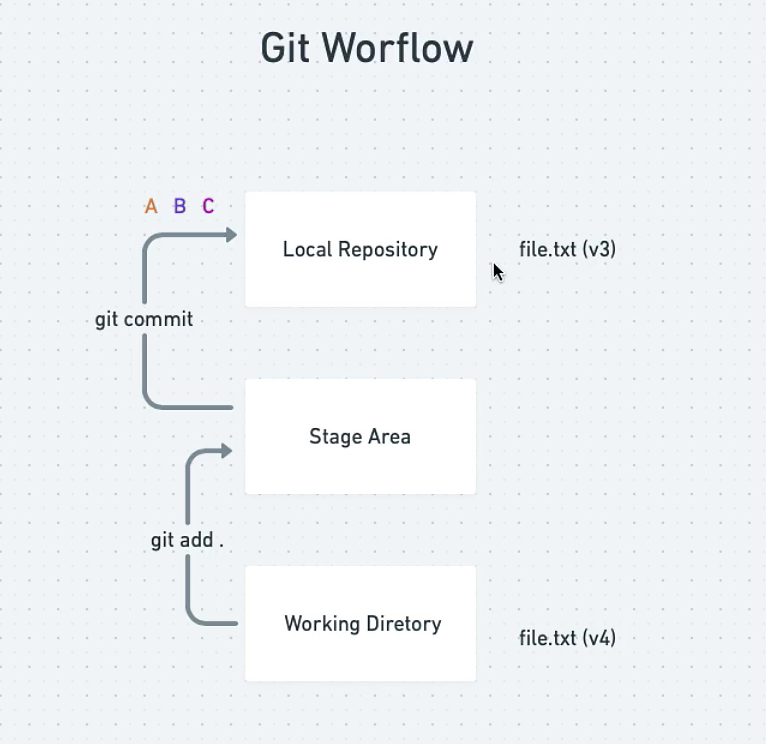 Git Worflow
A B C
Local Repository
file.txt (v3)
git commit
Stage Area
git add .
Working Diretory
file.txt (v4)